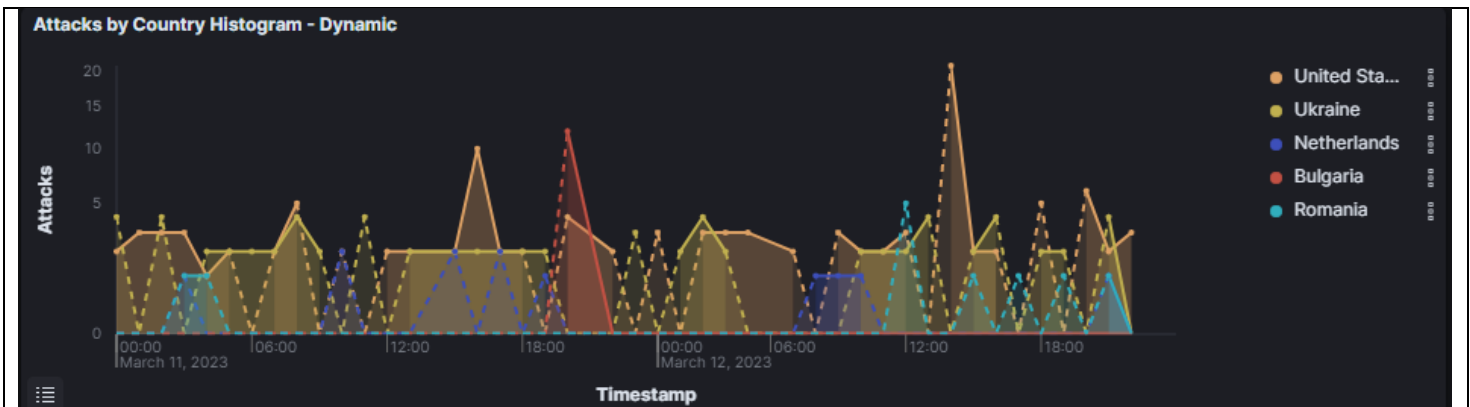 Attacks by Country Histogram - Dynamic
20
15
10
5
0
Attacks
00:00
06:00
12:00
18:00
00:00
06:00
12:00
18:00
March 11, 2023
March 12, 2023
Timestamp
United Sta...
Ukraine
Netherlands
Bulgaria
Romania